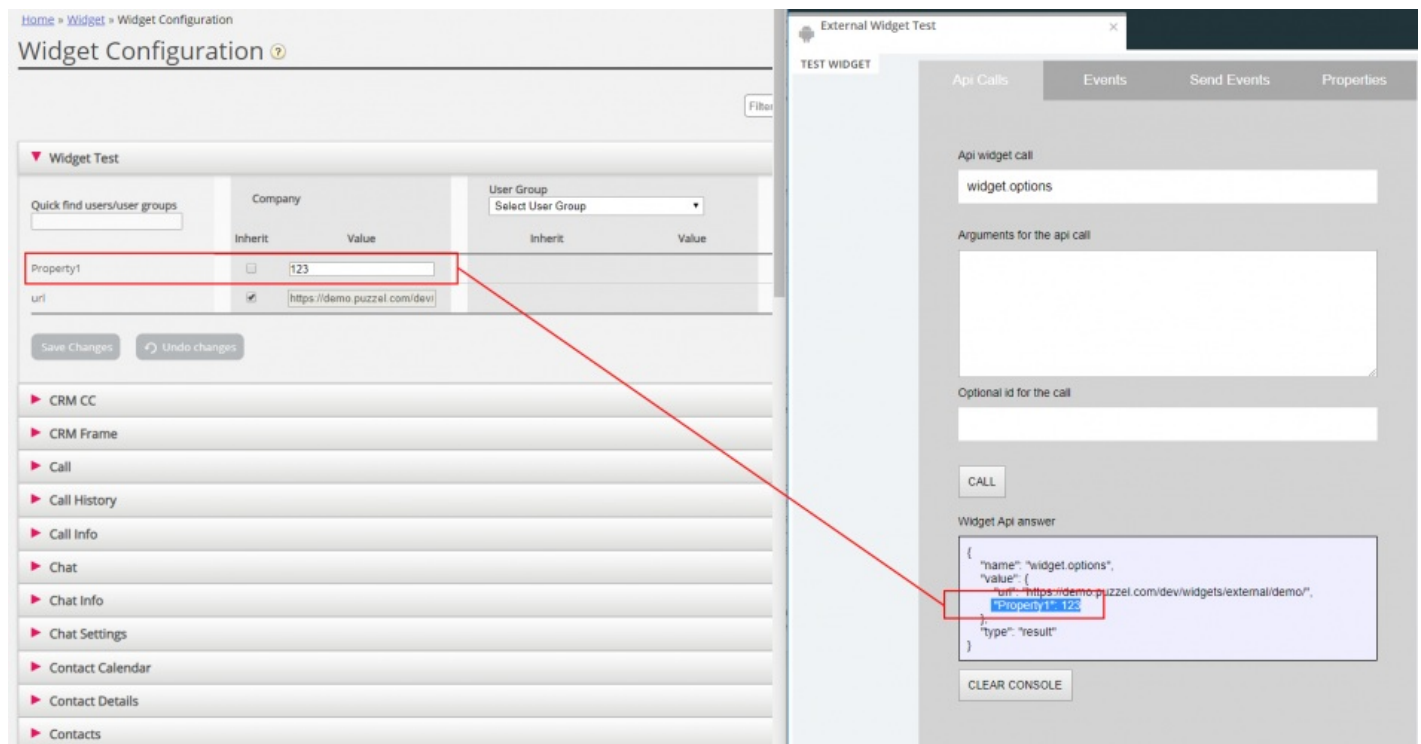 Home » Widget » Widget Configuration
Widget Configuration ?
Filter
▼ Widget Test
Quick find users/user groups
Company
User Group
Select User Group
Inherit Value
Inherit Value
Property1 123
url https://demo.puzzel.com/dev/
Save Changes Undo changes
CRM CC
CRM Frame
Call
Call History
Call Info
Chat
Chat Info
Chat Settings
Contact Calendar
Contact Details
Contacts
External Widget Test ×
TEST WIDGET
Api Calls Events Send Events Properties
Api widget call
widget.options
Arguments for the api call
Optional id for the call
CALL
Widget Api answer
{
"name": "widget.options",
"value": {
"url": "https://demo.puzzel.com/dev/widgets/external/demo/",
"Property1": 123
},
"type": "result"
}
CLEAR CONSOLE